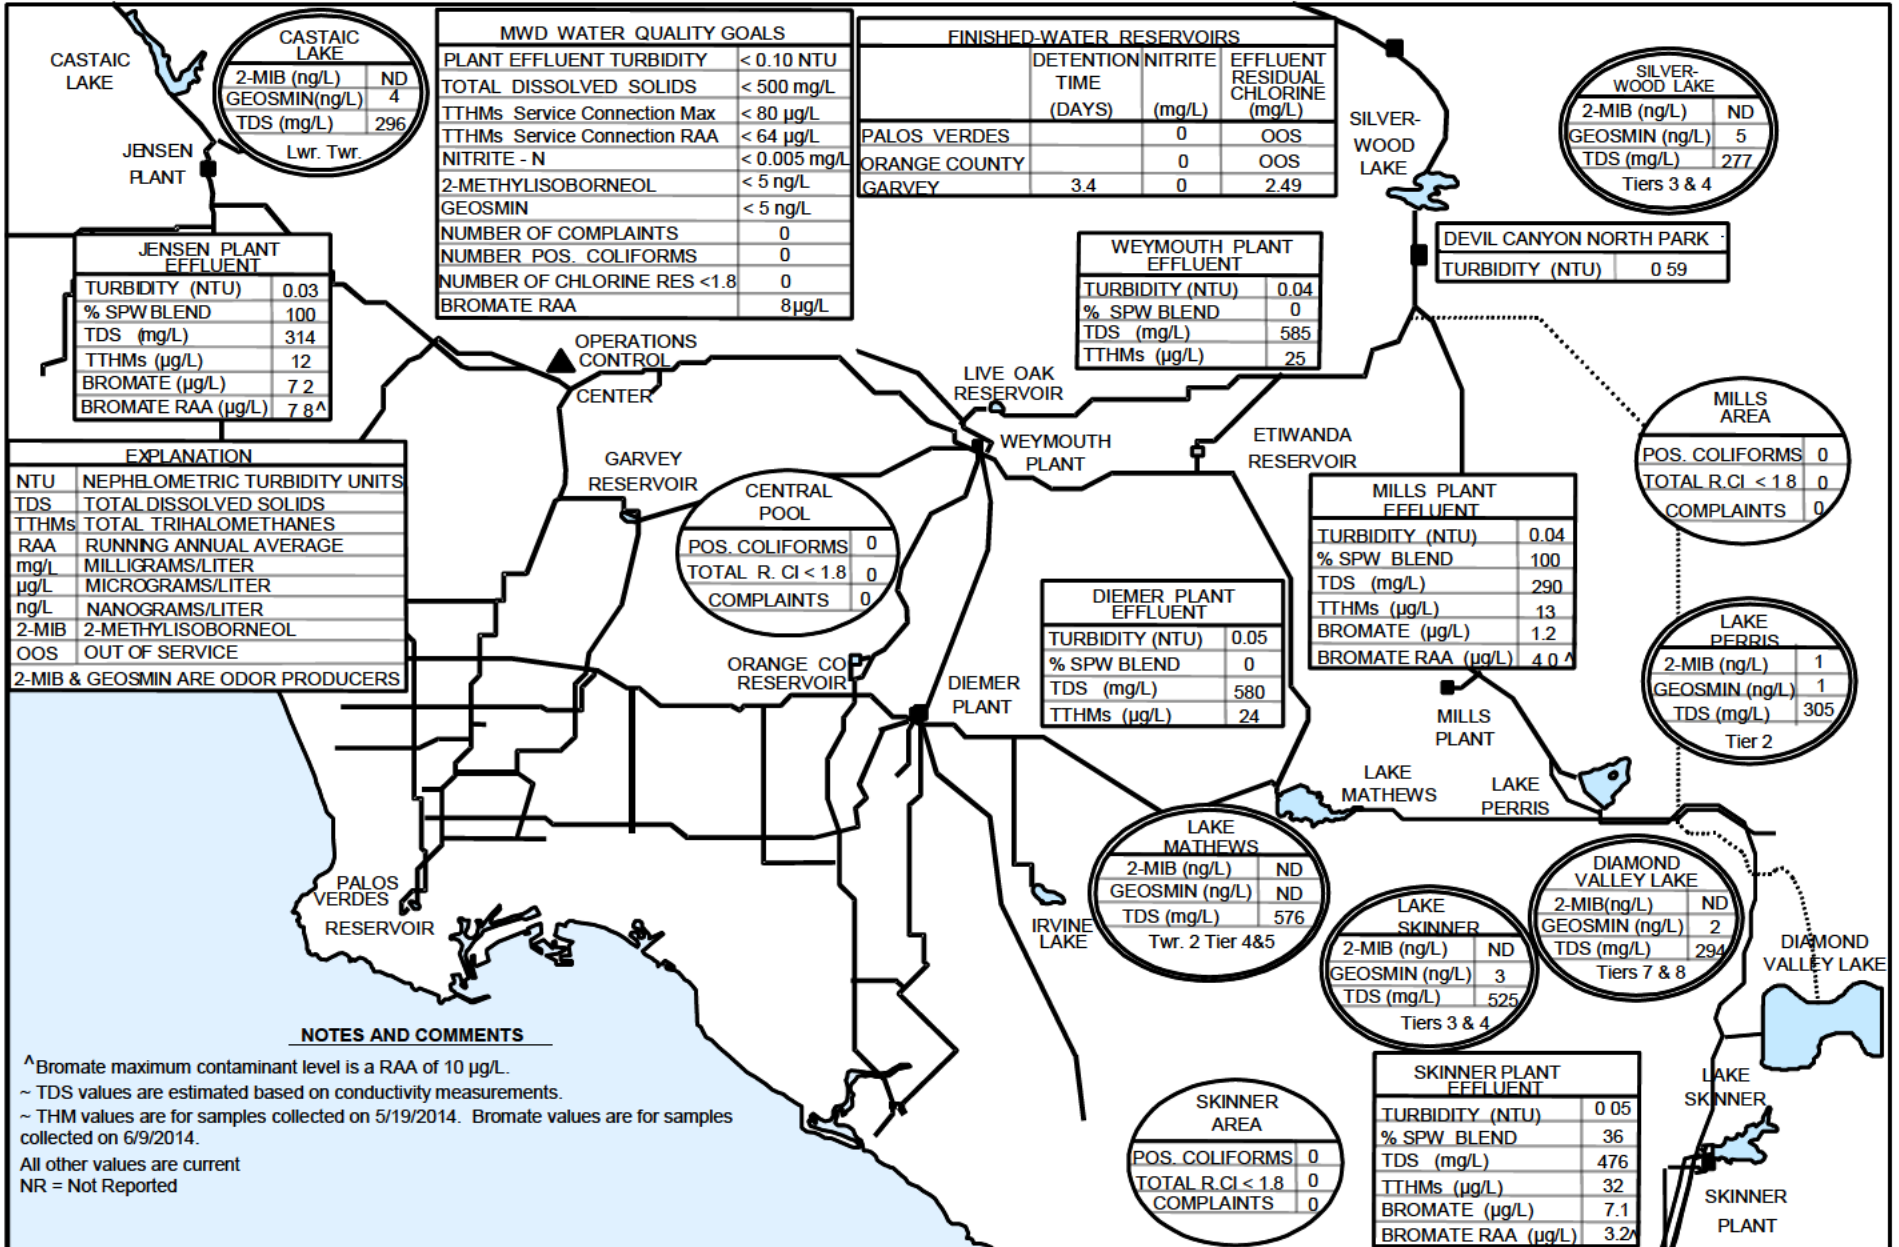 CASTAIC
LAKE
CASTAIC
LAKE
2-MIB (ng/L) ND
GEOSMIN(ng/L) 4
TDS (mg/L) 296
Lwr. Twr.
JENSEN
PLANT
MWD WATER QUALITY GOALS
PLANT EFFLUENT TURBIDITY < 0.10 NTU
TOTAL DISSOLVED SOLIDS < 500 mg/L
TTHMs Service Connection Max < 80 µg/L
TTHMs Service Connection RAA < 64 µg/L
NITRITE - N < 0.005 mg/L
2-METHYLISOBORNEOL < 5 ng/L
GEOSMIN < 5 ng/L
NUMBER OF COMPLAINTS 0
NUMBER POS. COLIFORMS 0
NUMBER OF CHLORINE RES <1.8 0
BROMATE RAA 8µg/L
FINISHED-WATER RESERVOIRS
DETENTION TIME (DAYS) NITRITE (mg/L) EFFLUENT RESIDUAL CHLORINE (mg/L)
PALOS VERDES 0 OOS
ORANGE COUNTY 0 OOS
GARVEY 3.4 0 2.49
SILVER-
WOOD
LAKE
SILVER-
WOOD LAKE
2-MIB (ng/L) ND
GEOSMIN (ng/L) 5
TDS (mg/L) 277
Tiers 3 & 4
DEVIL CANYON NORTH PARK
TURBIDITY (NTU) 0 59
JENSEN PLANT
EFFLUENT
TURBIDITY (NTU) 0.03
% SPW BLEND 100
TDS (mg/L) 314
TTHMs (µg/L) 12
BROMATE (µg/L) 7 2
BROMATE RAA (µg/L) 7 8^
WEYMOUTH PLANT
EFFLUENT
TURBIDITY (NTU) 0.04
% SPW BLEND 0
TDS (mg/L) 585
TTHMs (µg/L) 25
OPERATIONS
CONTROL
CENTER
LIVE OAK
RESERVOIR
WEYMOUTH
PLANT
ETIWANDA
RESERVOIR
GARVEY
RESERVOIR
MILLS
AREA
POS. COLIFORMS 0
TOTAL R.Cl < 1 8 0
COMPLAINTS 0
EXPLANATION
NTU NEPHELOMETRIC TURBIDITY UNITS
TDS TOTAL DISSOLVED SOLIDS
TTHMs TOTAL TRIHALOMETHANES
RAA RUNNING ANNUAL AVERAGE
mg/L MILLIGRAMS/LITER
µg/L MICROGRAMS/LITER
ng/L NANOGRAMS/LITER
2-MIB 2-METHYLISOBORNEOL
OOS OUT OF SERVICE
2-MIB & GEOSMIN ARE ODOR PRODUCERS
CENTRAL
POOL
POS. COLIFORMS 0
TOTAL R. Cl < 1.8 0
COMPLAINTS 0
MILLS PLANT
EFFLUENT
TURBIDITY (NTU) 0.04
% SPW BLEND 100
TDS (mg/L) 290
TTHMs (µg/L) 13
BROMATE (µg/L) 1.2
BROMATE RAA (µg/L) 4 0 ^
DIEMER PLANT
EFFLUENT
TURBIDITY (NTU) 0.05
% SPW BLEND 0
TDS (mg/L) 580
TTHMs (µg/L) 24
LAKE
PERRIS
2-MIB (ng/L) 1
GEOSMIN (ng/L) 1
TDS (mg/L) 305
Tier 2
ORANGE CO
RESERVOIR
DIEMER
PLANT
MILLS
PLANT
LAKE
MATHEWS
LAKE
PERRIS
LAKE
MATHEWS
2-MIB (ng/L) ND
GEOSMIN (ng/L) ND
TDS (mg/L) 576
Twr. 2 Tier 4&5
PALOS
VERDES
RESERVOIR
IRVINE
LAKE
LAKE
SKINNER
2-MIB (ng/L) ND
GEOSMIN (ng/L) 3
TDS (mg/L) 525
Tiers 3 & 4
DIAMOND
VALLEY LAKE
2-MIB(ng/L) ND
GEOSMIN (ng/L) 2
TDS (mg/L) 294
Tiers 7 & 8
DIAMOND
VALLEY LAKE
NOTES AND COMMENTS
^ Bromate maximum contaminant level is a RAA of 10 µg/L.
~ TDS values are estimated based on conductivity measurements.
~ THM values are for samples collected on 5/19/2014. Bromate values are for samples
collected on 6/9/2014.
All other values are current
NR = Not Reported
SKINNER
AREA
POS. COLIFORMS 0
TOTAL R.Cl < 1.8 0
COMPLAINTS 0
SKINNER PLANT
EFFLUENT
TURBIDITY (NTU) 0 05
% SPW BLEND 36
TDS (mg/L) 476
TTHMs (µg/L) 32
BROMATE (µg/L) 7.1
BROMATE RAA (µg/L) 3.2^
LAKE
SKINNER
SKINNER
PLANT